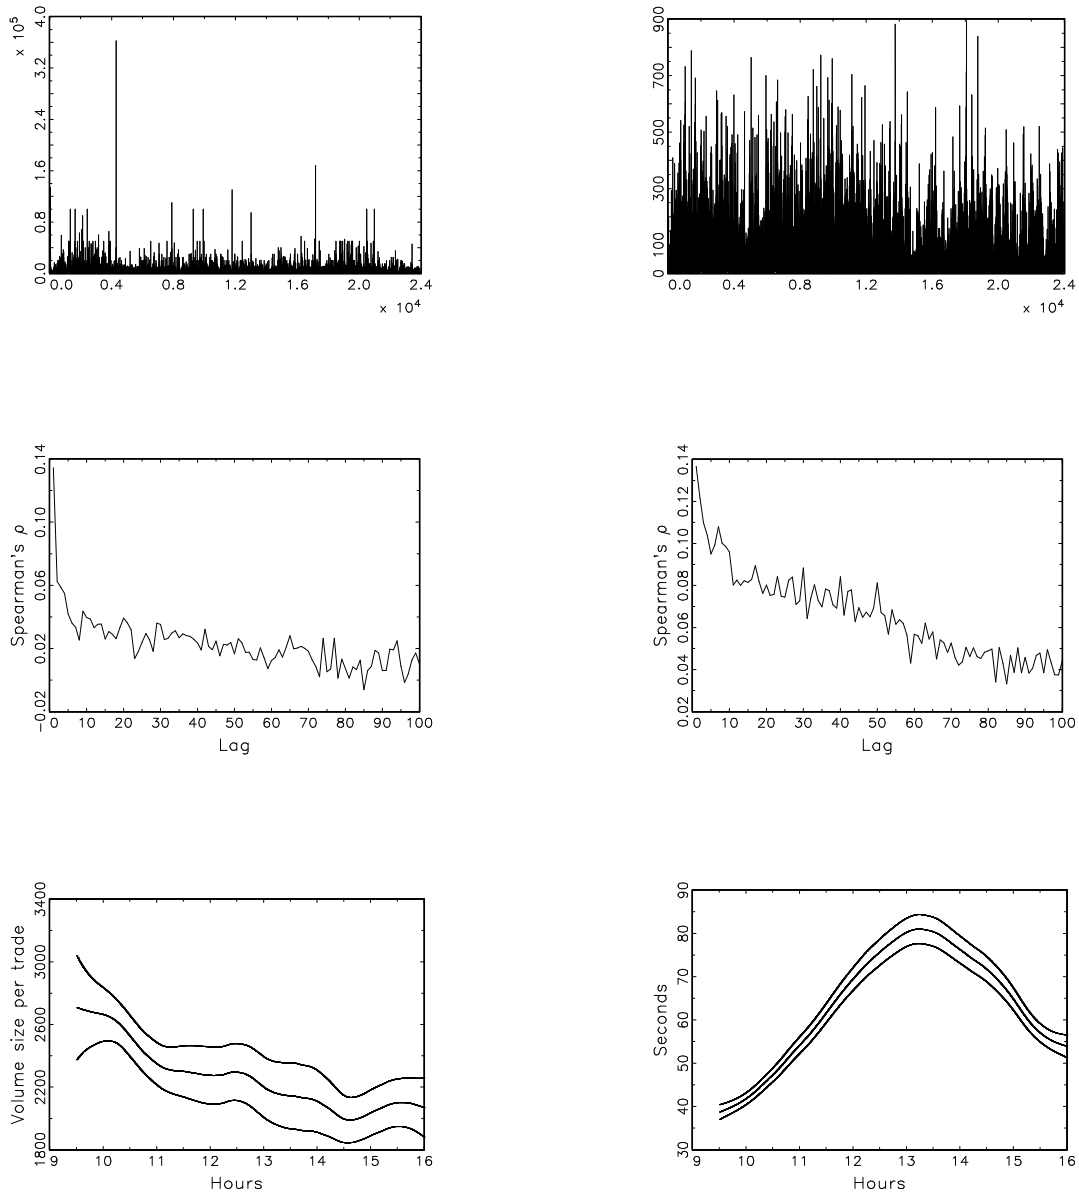 x 10⁵
4.0
3.2
2.4
1.6
0.8
0.0
0.0 0.4 0.8 1.2 1.6 2.0 2.4
x 10⁴
900
700
500
300
100
0
0.0 0.4 0.8 1.2 1.6 2.0 2.4
x 10⁴
Spearman's ρ
0.14
0.10
0.06
0.02
−0.02
0 10 20 30 40 50 60 70 80 90 100
Lag
Spearman's ρ
0.14
0.12
0.10
0.08
0.06
0.04
0.02
0 10 20 30 40 50 60 70 80 90 100
Lag
Volume size per trade
3400
3000
2600
2200
1800
9 10 11 12 13 14 15 16
Hours
Seconds
90
80
70
60
50
40
30
9 10 11 12 13 14 15 16
Hours